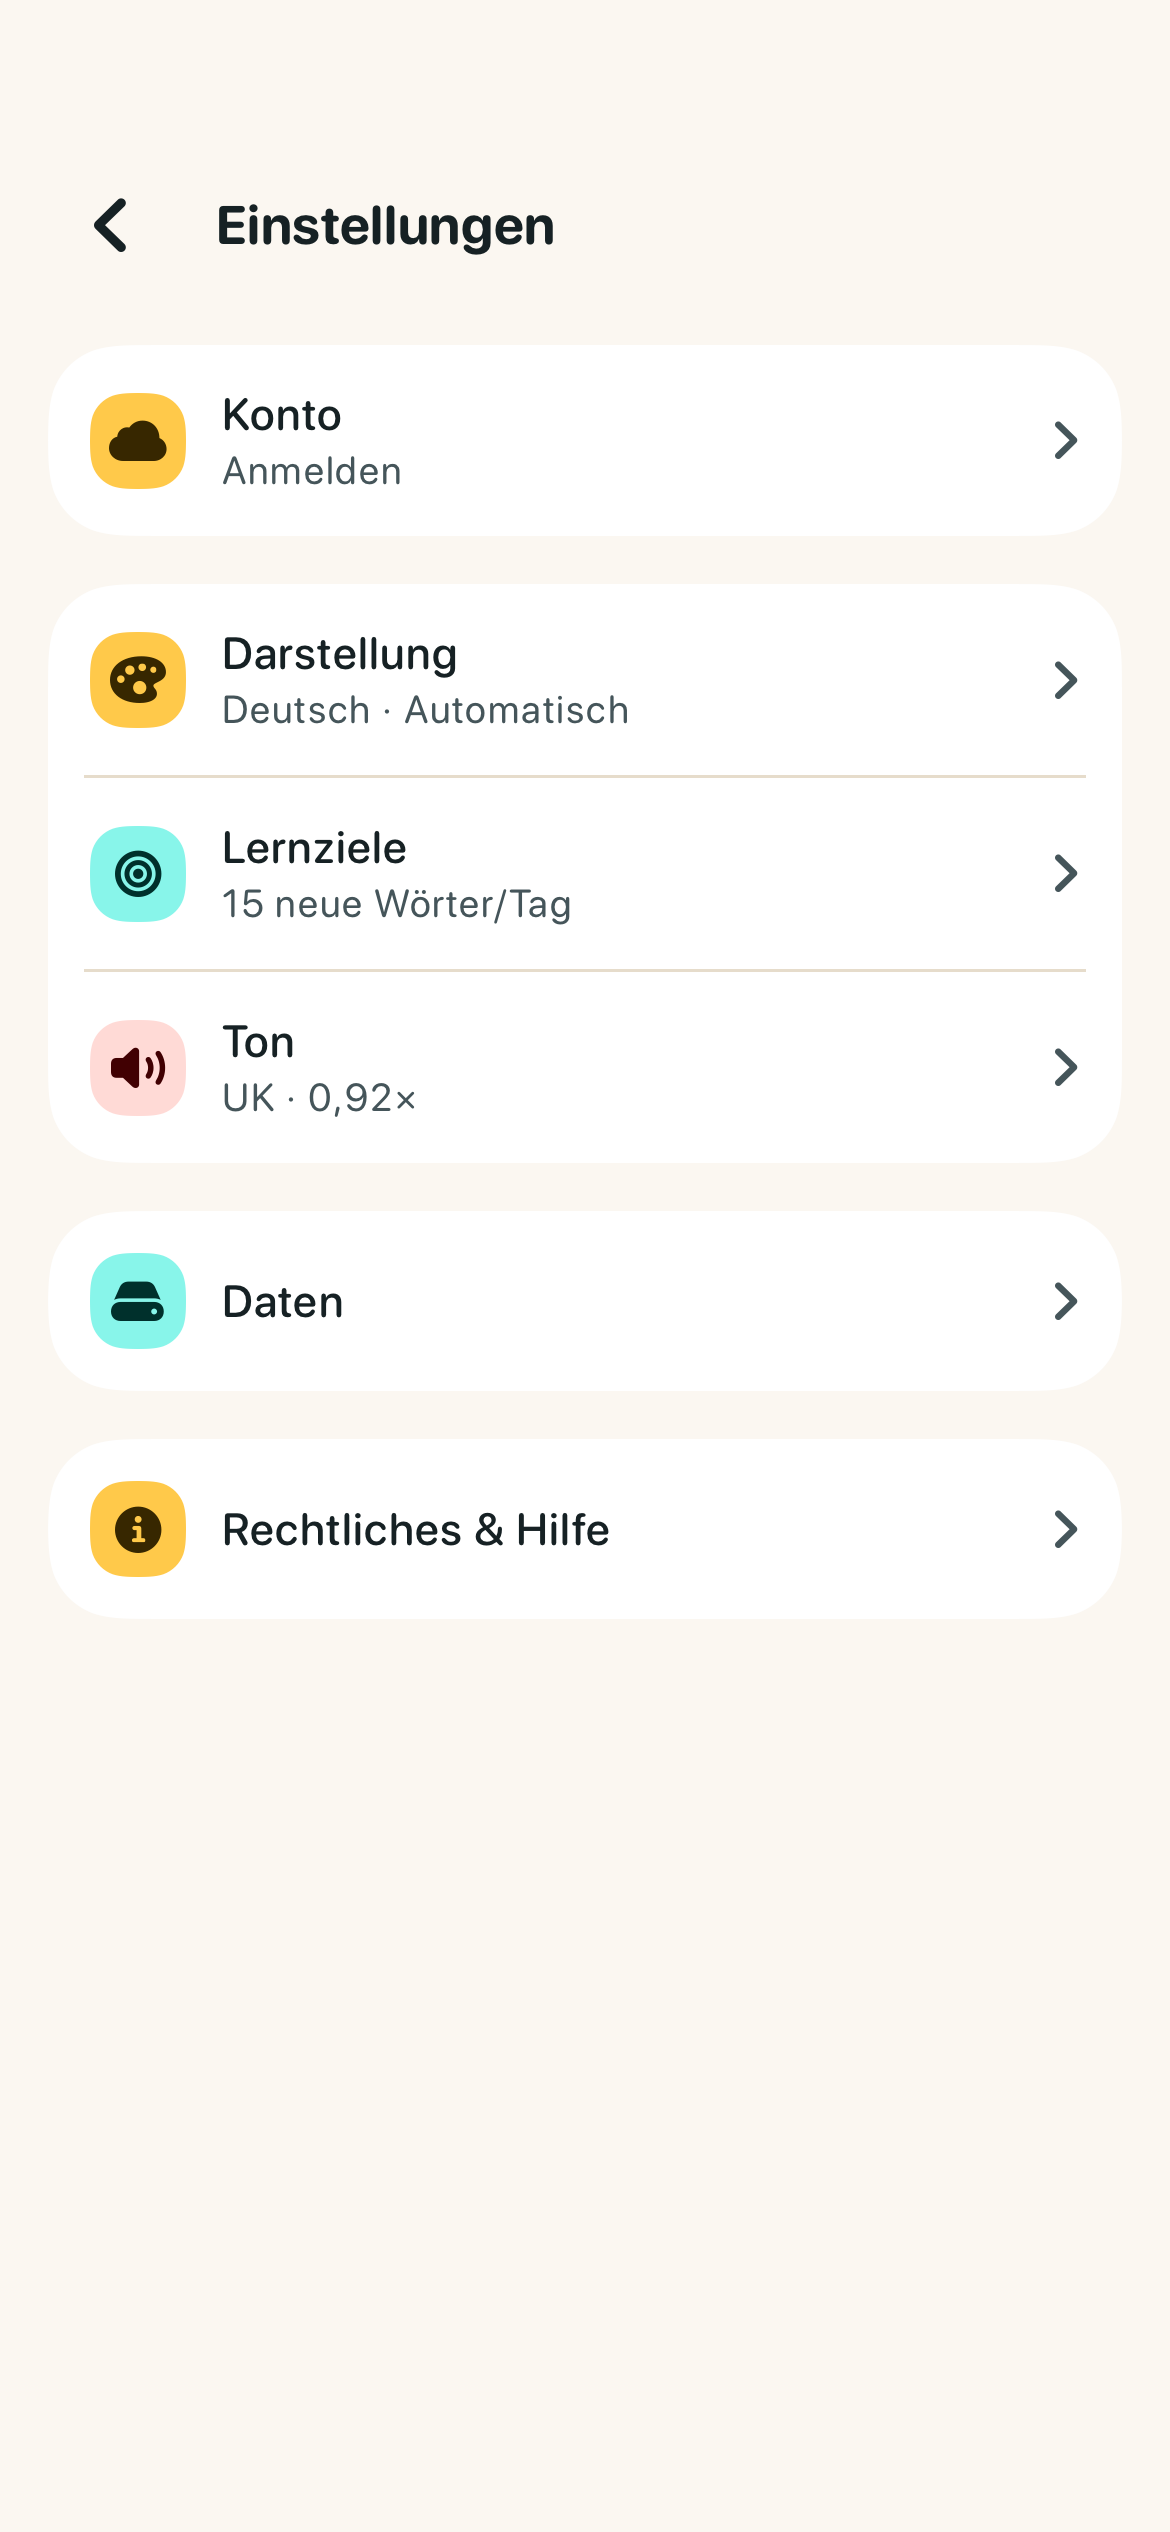 Einstellungen
Konto
Anmelden
Darstellung
Deutsch · Automatisch
Lernziele
15 neue Wörter/Tag
Ton
UK · 0,92×
Daten
Rechtliches & Hilfe